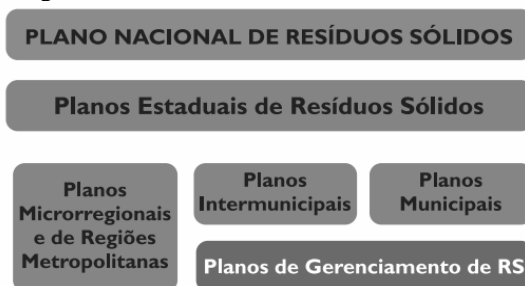 PLANO NACIONAL DE RESÍDUOS SÓLIDOS
Planos Estaduais de Resíduos Sólidos
Planos
Microrregionais
e de Regiões
Metropolitanas
Planos
Intermunicipais
Planos
Municipais
Planos de Gerenciamento de RS